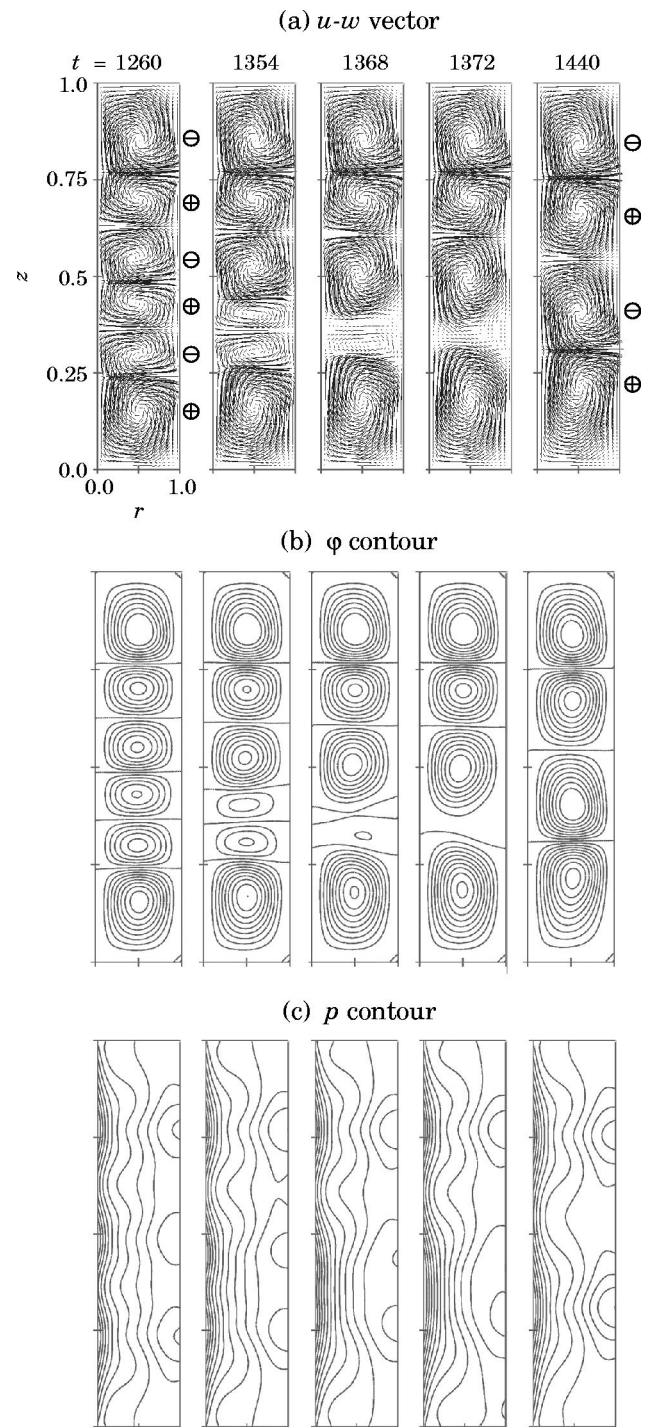 (a) u-w vector
t = 1260 1354 1368 1372 1440
1.0
⊖ ⊖
0.75
⊕ ⊕
z
⊖
0.5
⊕ ⊖
⊖
0.25
⊕ ⊕
0.0
0.0 1.0
r
(b) φ contour
(c) p contour